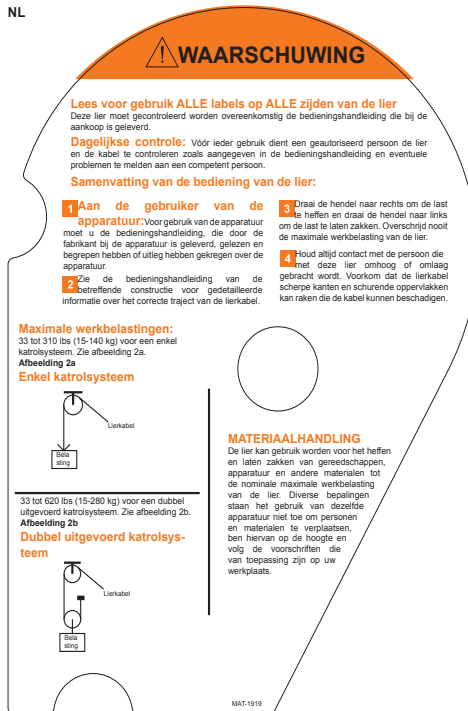 NL
WAARSCHUWING
Lees voor gebruik ALLE labels op ALLE zijden van de lier
Deze lier moet gecontroleerd worden overeenkomstig de bedieningshandleiding die bij de
aankoop is geleverd.
Dagelijkse controle: Vóór ieder gebruik dient een geautoriseerd persoon de lier
en de kabel te controleren zoals aangegeven in de bedieningshandleiding en eventuele
problemen te melden aan een competent persoon.
Samenvatting van de bediening van de lier:
1 Aan de gebruiker van de
apparatuur: Voor gebruik van de apparatuur
moet u de bedieningshandleiding, die door de
fabrikant bij de apparatuur is geleverd, gelezen en
begrepen hebben of uitleg hebben gekregen over de
apparatuur.
2 Zie de bedieningshandleiding van de
betreffende constructie voor gedetailleerde
informatie over het correcte traject van de lierkabel.
3 Draai de hendel naar rechts om de last
te heffen en draai de hendel naar links
om de last te laten zakken. Overschrijd nooit
de maximale werkbelasting van de lier.
4 Houd altijd contact met de persoon die
met deze lier omhoog of omlaag
gebracht wordt. Voorkom dat de lierkabel
scherpe kanten en schurende oppervlakken
kan raken die de kabel kunnen beschadigen.
Maximale werkbelastingen:
33 tot 310 lbs (15-140 kg) voor een enkel
katrolsysteem. Zie afbeelding 2a.
Afbeelding 2a
Enkel katrolsysteem
Lierkabel
Bela
sting
33 tot 620 lbs (15-280 kg) voor een dubbel
uitgevoerd katrolsysteem. Zie afbeelding 2b.
Afbeelding 2b
Dubbel uitgevoerd katrolsys-
teem
Lierkabel
Bela
sting
MATERIAALHANDLING
De lier kan gebruik worden voor het heffen
en laten zakken van gereedschappen,
apparatuur en andere materialen tot
de nominale maximale werkbelasting
van de lier. Diverse bepalingen
staan het gebruik van dezelfde
apparatuur niet toe om personen
en materialen te verplaatsen,
ben hiervan op de hoogte en
volg de voorschriften die
van toepassing zijn op uw
werkplaats.
MAT-1919